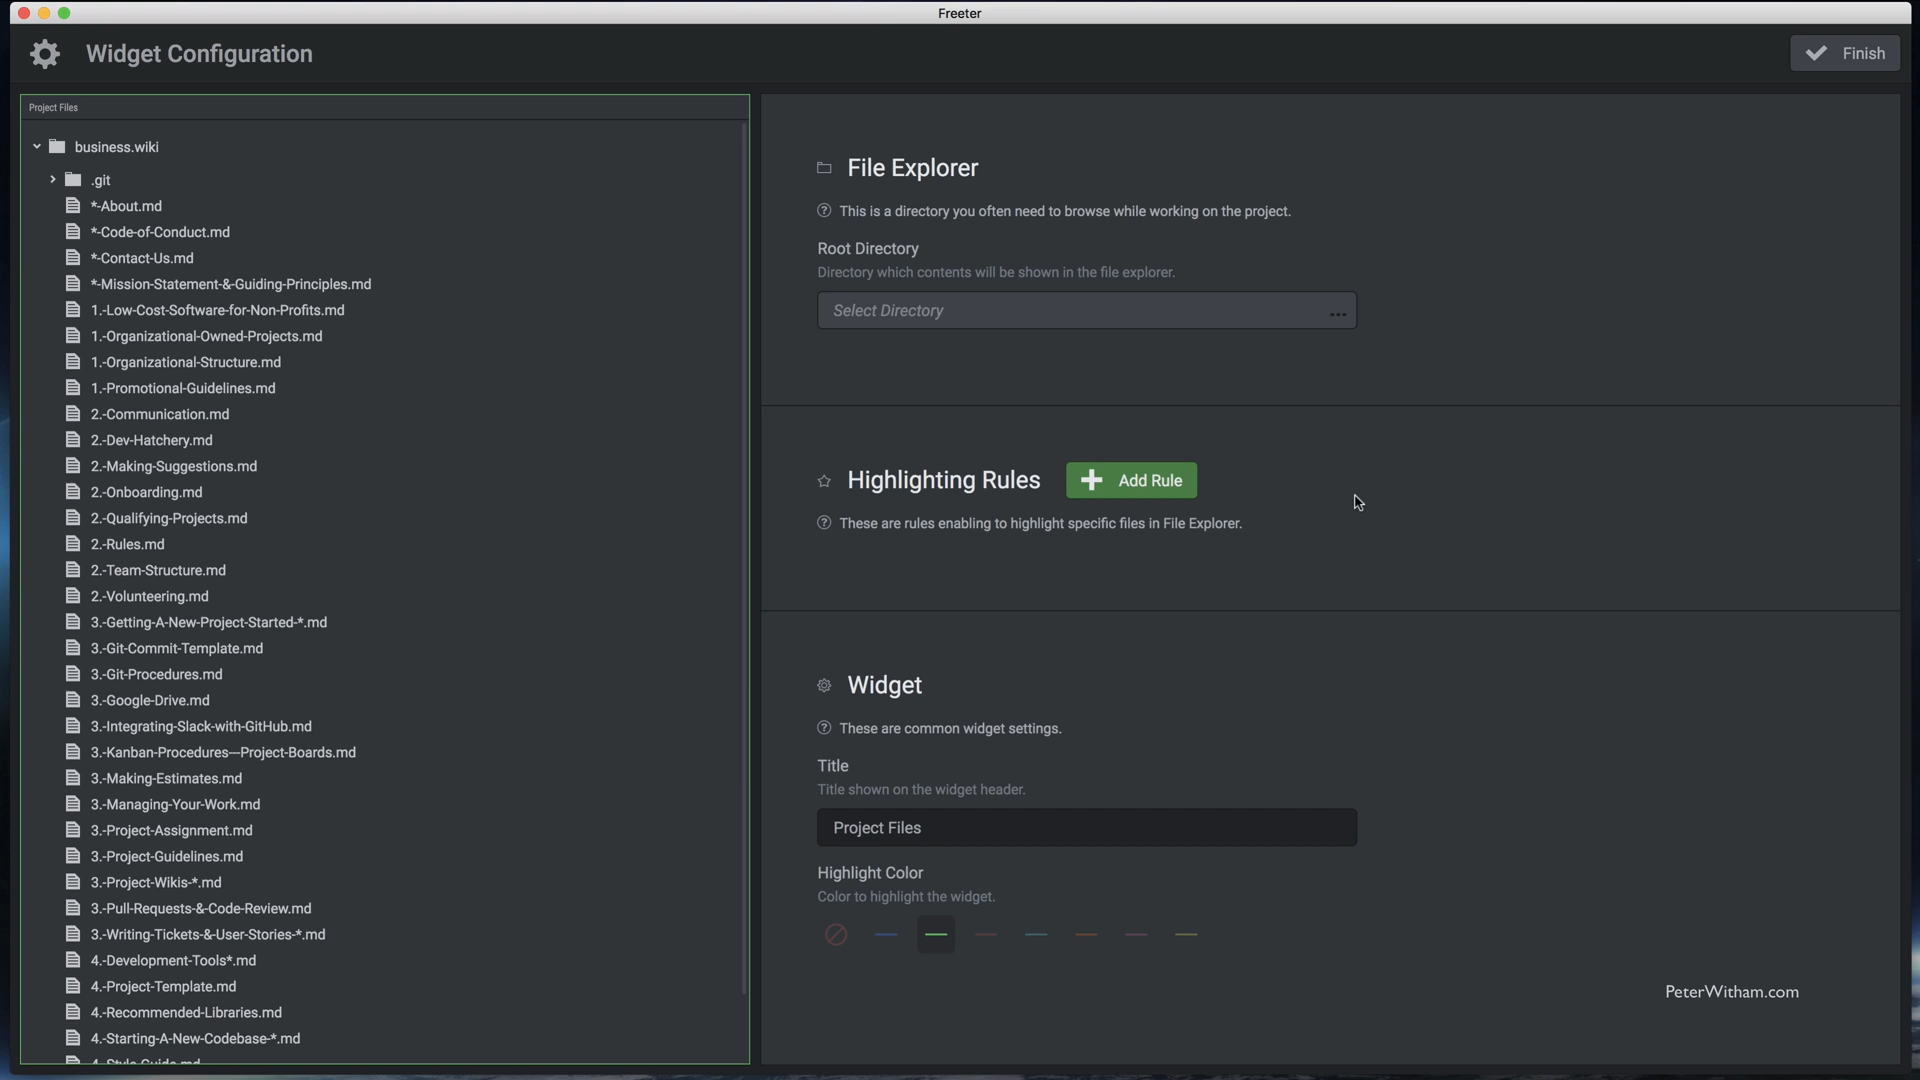 Freeter
Widget Configuration
Finish
Project Files
business.wiki
.git
*-About.md
*-Code-of-Conduct.md
*-Contact-Us.md
*-Mission-Statement-&-Guiding-Principles.md
1.-Low-Cost-Software-for-Non-Profits.md
1.-Organizational-Owned-Projects.md
1.-Organizational-Structure.md
1.-Promotional-Guidelines.md
2.-Communication.md
2.-Dev-Hatchery.md
2.-Making-Suggestions.md
2.-Onboarding.md
2.-Qualifying-Projects.md
2.-Rules.md
2.-Team-Structure.md
2.-Volunteering.md
3.-Getting-A-New-Project-Started-*.md
3.-Git-Commit-Template.md
3.-Git-Procedures.md
3.-Google-Drive.md
3.-Integrating-Slack-with-GitHub.md
3.-Kanban-Procedures—Project-Boards.md
3.-Making-Estimates.md
3.-Managing-Your-Work.md
3.-Project-Assignment.md
3.-Project-Guidelines.md
3.-Project-Wikis-*.md
3.-Pull-Requests-&-Code-Review.md
3.-Writing-Tickets-&-User-Stories-*.md
4.-Development-Tools*.md
4.-Project-Template.md
4.-Recommended-Libraries.md
4.-Starting-A-New-Codebase-*.md
4.-Style-Guide.md
File Explorer
This is a directory you often need to browse while working on the project.
Root Directory
Directory which contents will be shown in the file explorer.
Select Directory ...
Highlighting Rules
Add Rule
These are rules enabling to highlight specific files in File Explorer.
Widget
These are common widget settings.
Title
Title shown on the widget header.
Project Files
Highlight Color
Color to highlight the widget.
PeterWitham.com